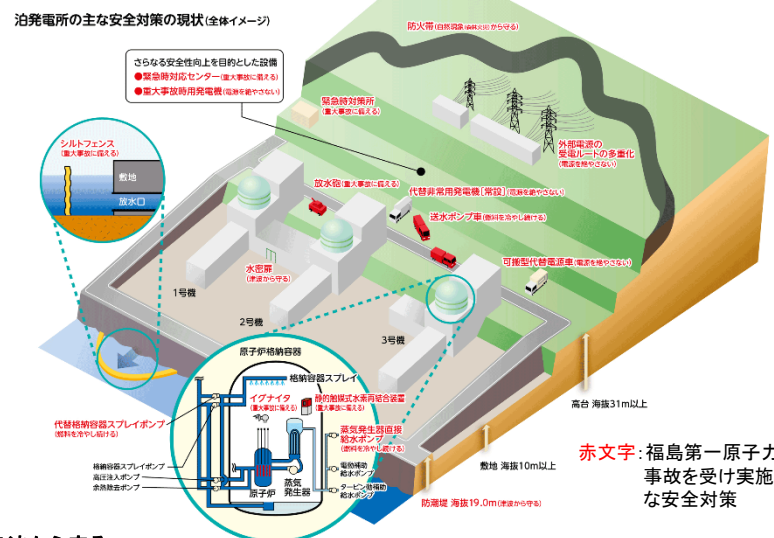 泊発電所の主な安全対策の現状(全体イメージ)
防火帯(自然現象(森林火災)から守る)
さらなる安全性向上を目的とした設備
●緊急時対応センター(重大事故に備える)
●重大事故時用発電機(電源を絶やさない)
緊急時対策所
(重大事故に備える)
外部電源の
受電ルートの多重化
(電源を絶やさない)
シルトフェンス
(重大事故に備える)
敷地
放水口
放水砲(重大事故に備える)
代替非常用発電機[常設](電源を絶やさない)
送水ポンプ車(燃料を冷やし続ける)
可搬型代替電源車(電源を絶やさない)
水密扉
(津波から守る)
1号機
2号機
3号機
原子炉格納容器
格納容器スプレイ
イグナイタ
(重大事故に備える)
静的触媒式水素再結合装置
(重大事故に備える)
代替格納容器スプレイポンプ
(燃料を冷やし続ける)
蒸気発生器直接
給水ポンプ
(燃料を冷やし続ける)
格納容器スプレイポンプ
高圧注入ポンプ
余熱除去ポンプ
原子炉
蒸気
発生器
電動補助
給水ポンプ
タービン動補助
給水ポンプ
高台 海抜31m以上
敷地 海抜10m以上
防潮堤 海抜19.0m(津波から守る)
赤文字:福島第一原子力
事故を受け実施
な安全対策